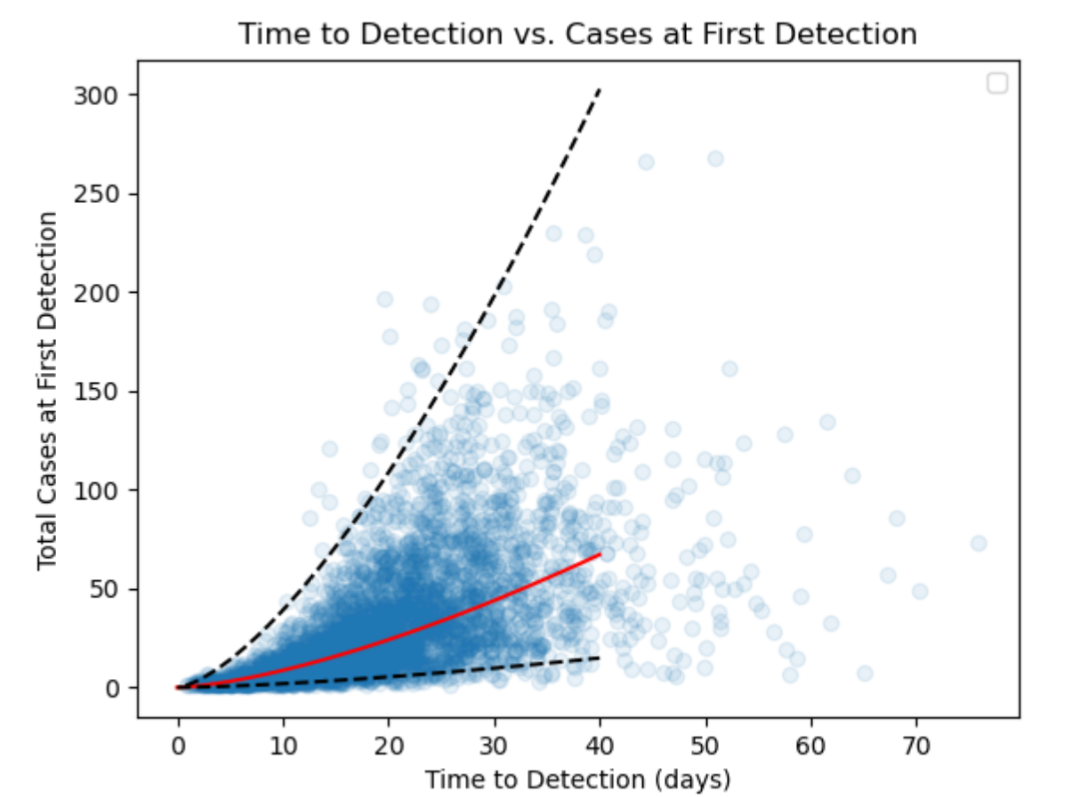 Time to Detection vs. Cases at First Detection
Total Cases at First Detection
300
250
200
150
100
50
0
0 10 20 30 40 50 60 70
Time to Detection (days)